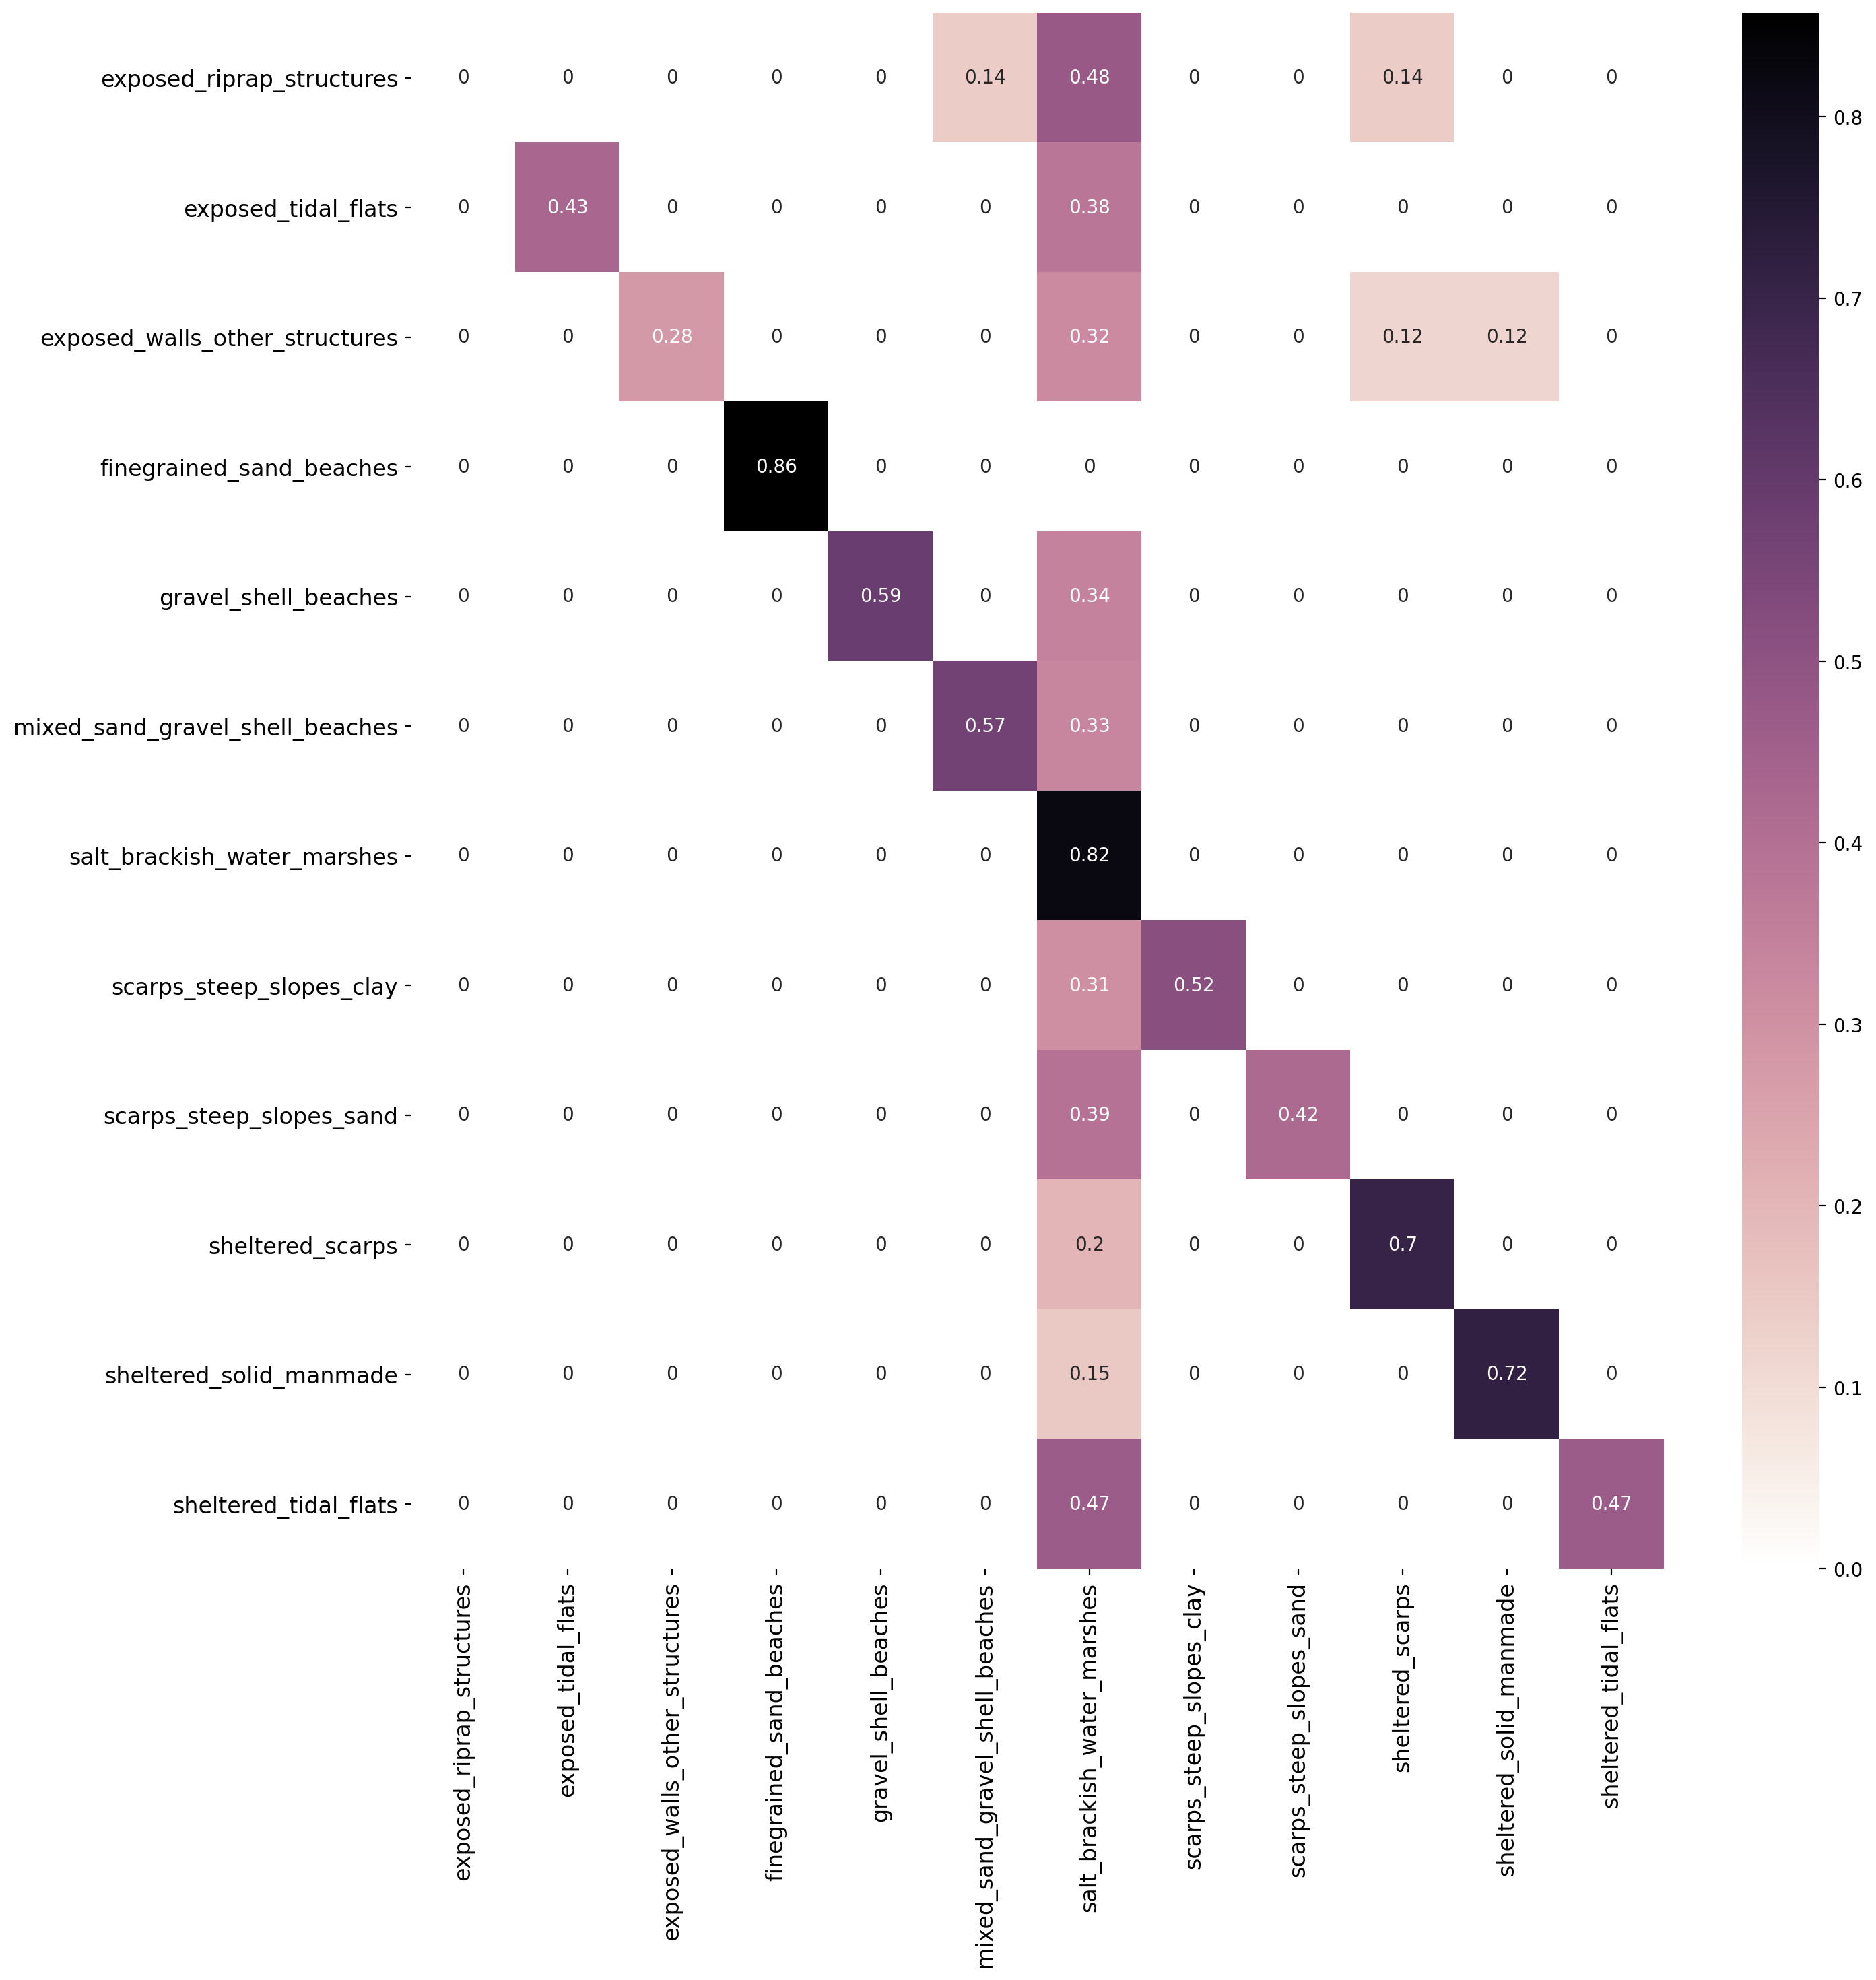 exposed_riprap_structures 0 0 0 0 0 0.14 0.48 0 0 0.14 0 0
exposed_tidal_flats 0 0.43 0 0 0 0 0.38 0 0 0 0 0
exposed_walls_other_structures 0 0 0.28 0 0 0 0.32 0 0 0.12 0.12 0
finegrained_sand_beaches 0 0 0 0.86 0 0 0 0 0 0 0 0
gravel_shell_beaches 0 0 0 0 0.59 0 0.34 0 0 0 0 0
mixed_sand_gravel_shell_beaches 0 0 0 0 0 0.57 0.33 0 0 0 0 0
salt_brackish_water_marshes 0 0 0 0 0 0 0.82 0 0 0 0 0
scarps_steep_slopes_clay 0 0 0 0 0 0 0.31 0.52 0 0 0 0
scarps_steep_slopes_sand 0 0 0 0 0 0 0.39 0 0.42 0 0 0
sheltered_scarps 0 0 0 0 0 0 0.2 0 0 0.7 0 0
sheltered_solid_manmade 0 0 0 0 0 0 0.15 0 0 0 0.72 0
sheltered_tidal_flats 0 0 0 0 0 0 0.47 0 0 0 0 0.47
exposed_riprap_structures
exposed_tidal_flats
exposed_walls_other_structures
finegrained_sand_beaches
gravel_shell_beaches
mixed_sand_gravel_shell_beaches
salt_brackish_water_marshes
scarps_steep_slopes_clay
scarps_steep_slopes_sand
sheltered_scarps
sheltered_solid_manmade
sheltered_tidal_flats
0.8
0.7
0.6
0.5
0.4
0.3
0.2
0.1
0.0